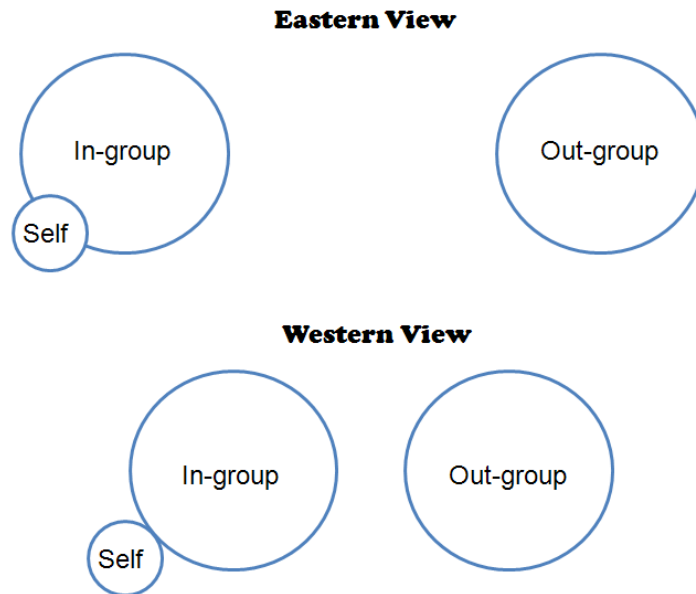 Eastern View
In-group
Out-group
Self
Western View
In-group
Out-group
Self